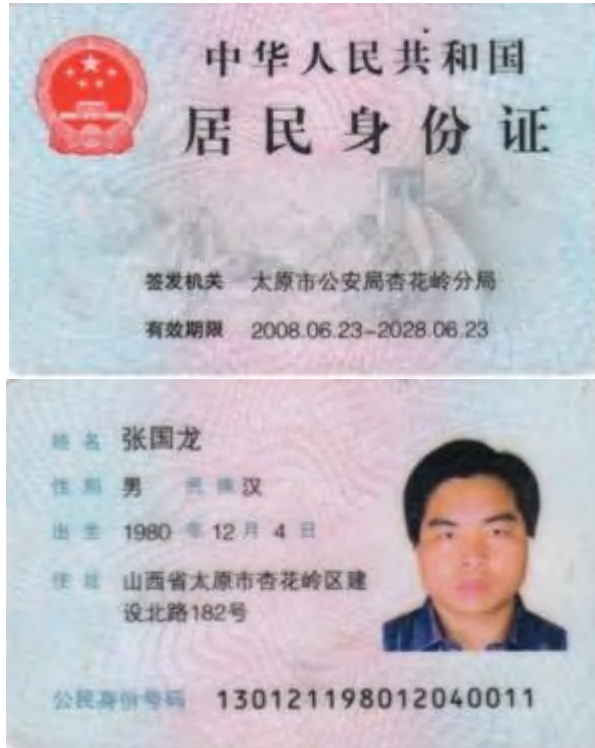 中华人民共和国
居民身份证
签发机关 太原市公安局杏花岭分局
有效期限 2008.06.23-2028.06.23
姓名 张国龙
性别 男 民族 汉
出生 1980 年 12 月 4 日
住址 山西省太原市杏花岭区建
设北路182号
公民身份号码 130121198012040011